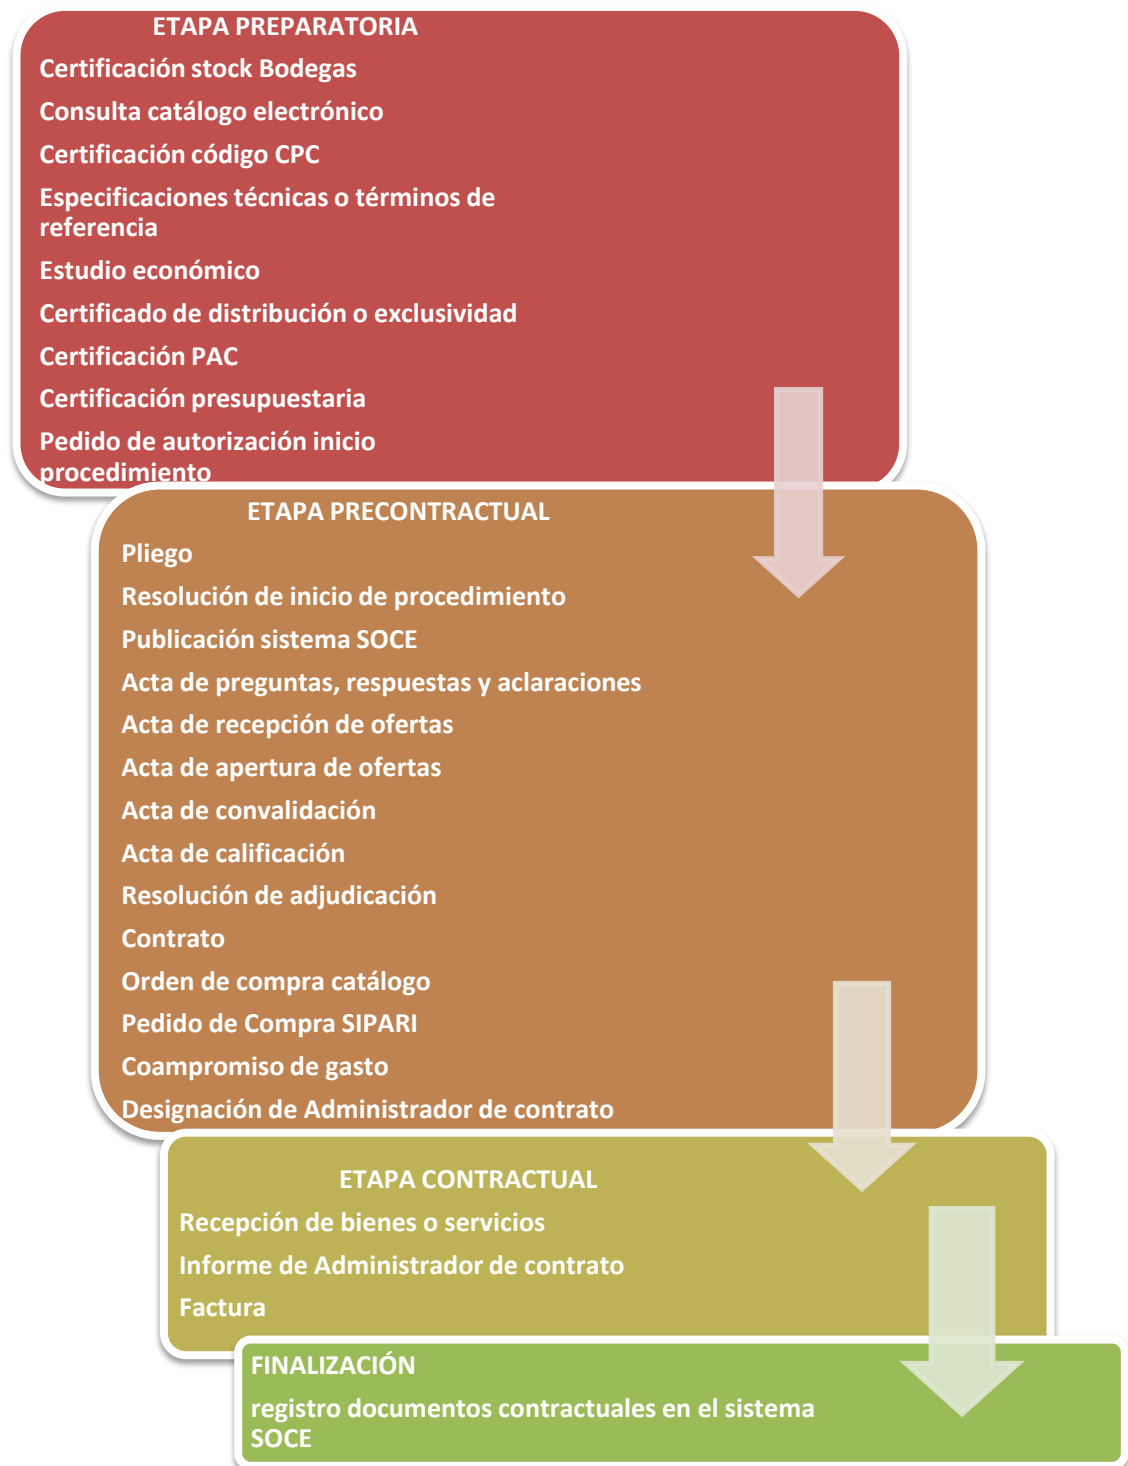 ETAPA PREPARATORIA
Certificación stock Bodegas
Consulta catálogo electrónico
Certificación código CPC
Especificaciones técnicas o términos de
referencia
Estudio económico
Certificado de distribución o exclusividad
Certificación PAC
Certificación presupuestaria
Pedido de autorización inicio
procedimiento
ETAPA PRECONTRACTUAL
Pliego
Resolución de inicio de procedimiento
Publicación sistema SOCE
Acta de preguntas, respuestas y aclaraciones
Acta de recepción de ofertas
Acta de apertura de ofertas
Acta de convalidación
Acta de calificación
Resolución de adjudicación
Contrato
Orden de compra catálogo
Pedido de Compra SIPARI
Coampromiso de gasto
Designación de Administrador de contrato
ETAPA CONTRACTUAL
Recepción de bienes o servicios
Informe de Administrador de contrato
Factura
FINALIZACIÓN
registro documentos contractuales en el sistema
SOCE